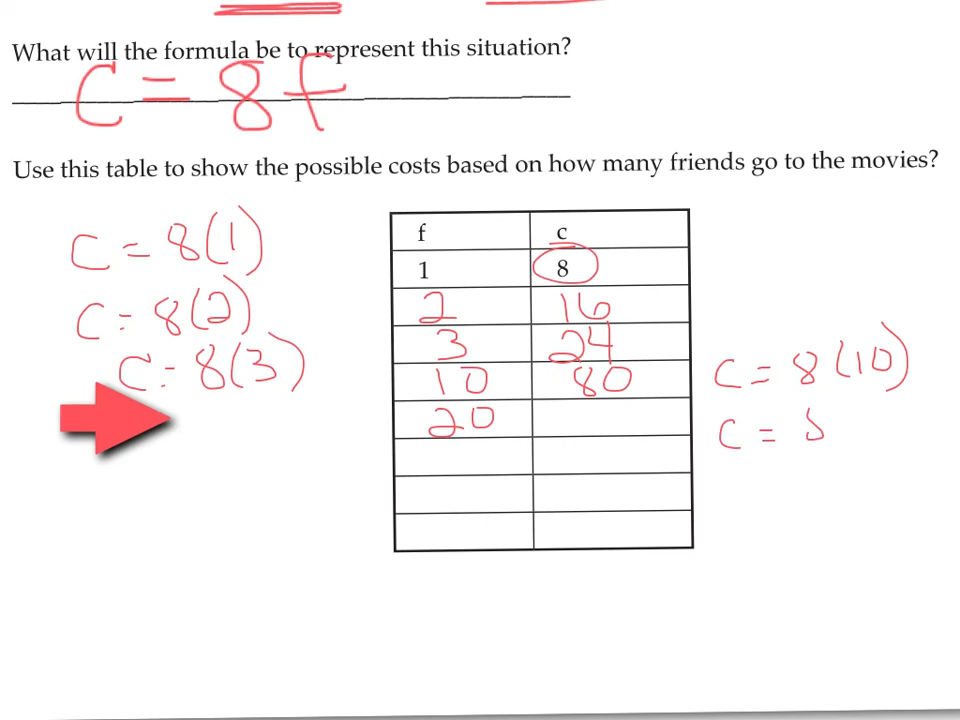 What will the formula be to represent this situation?
C = 8f
Use this table to show the possible costs based on how many friends go to the movies?
C = 8(1)
C = 8(2)
C = 8(3)
f c
1 8
2 16
3 24
10 80
20
C = 8(10)
C =